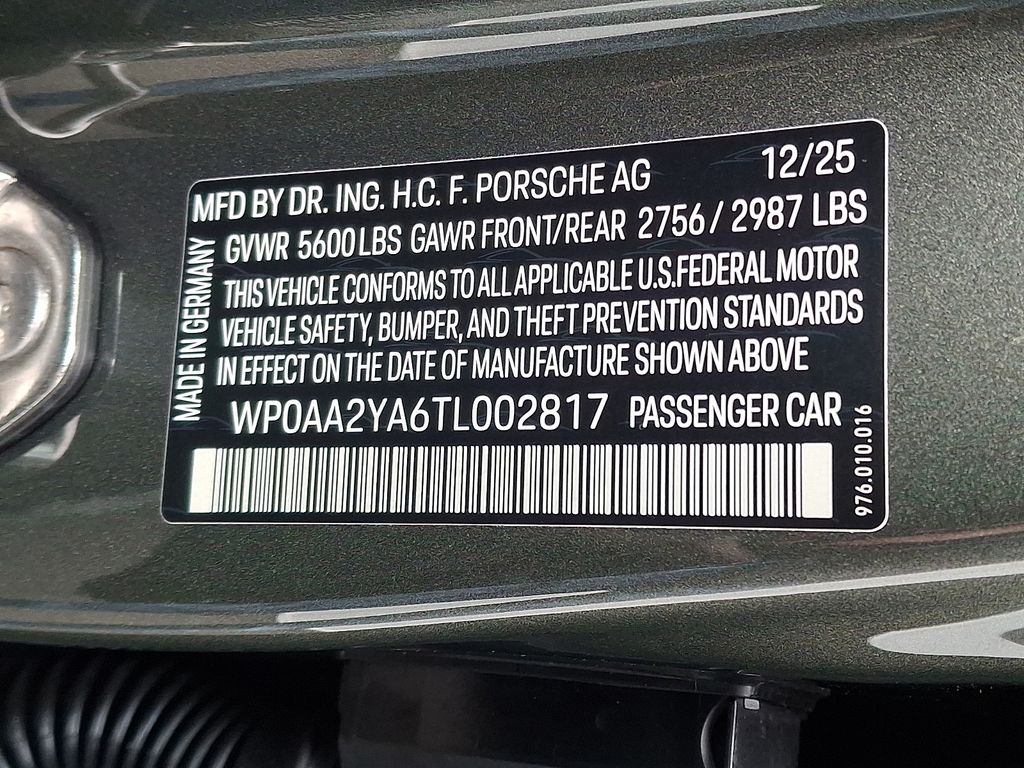 MFD BY DR. ING. H.C. F. PORSCHE AG 12/25
GVWR 5600 LBS GAWR FRONT/REAR 2756 / 2987 LBS
THIS VEHICLE CONFORMS TO ALL APPLICABLE U.S.FEDERAL MOTOR
VEHICLE SAFETY, BUMPER, AND THEFT PREVENTION STANDARDS
IN EFFECT ON THE DATE OF MANUFACTURE SHOWN ABOVE
MADE IN GERMANY
WP0AA2YA6TL002817 PASSENGER CAR
976.010.016